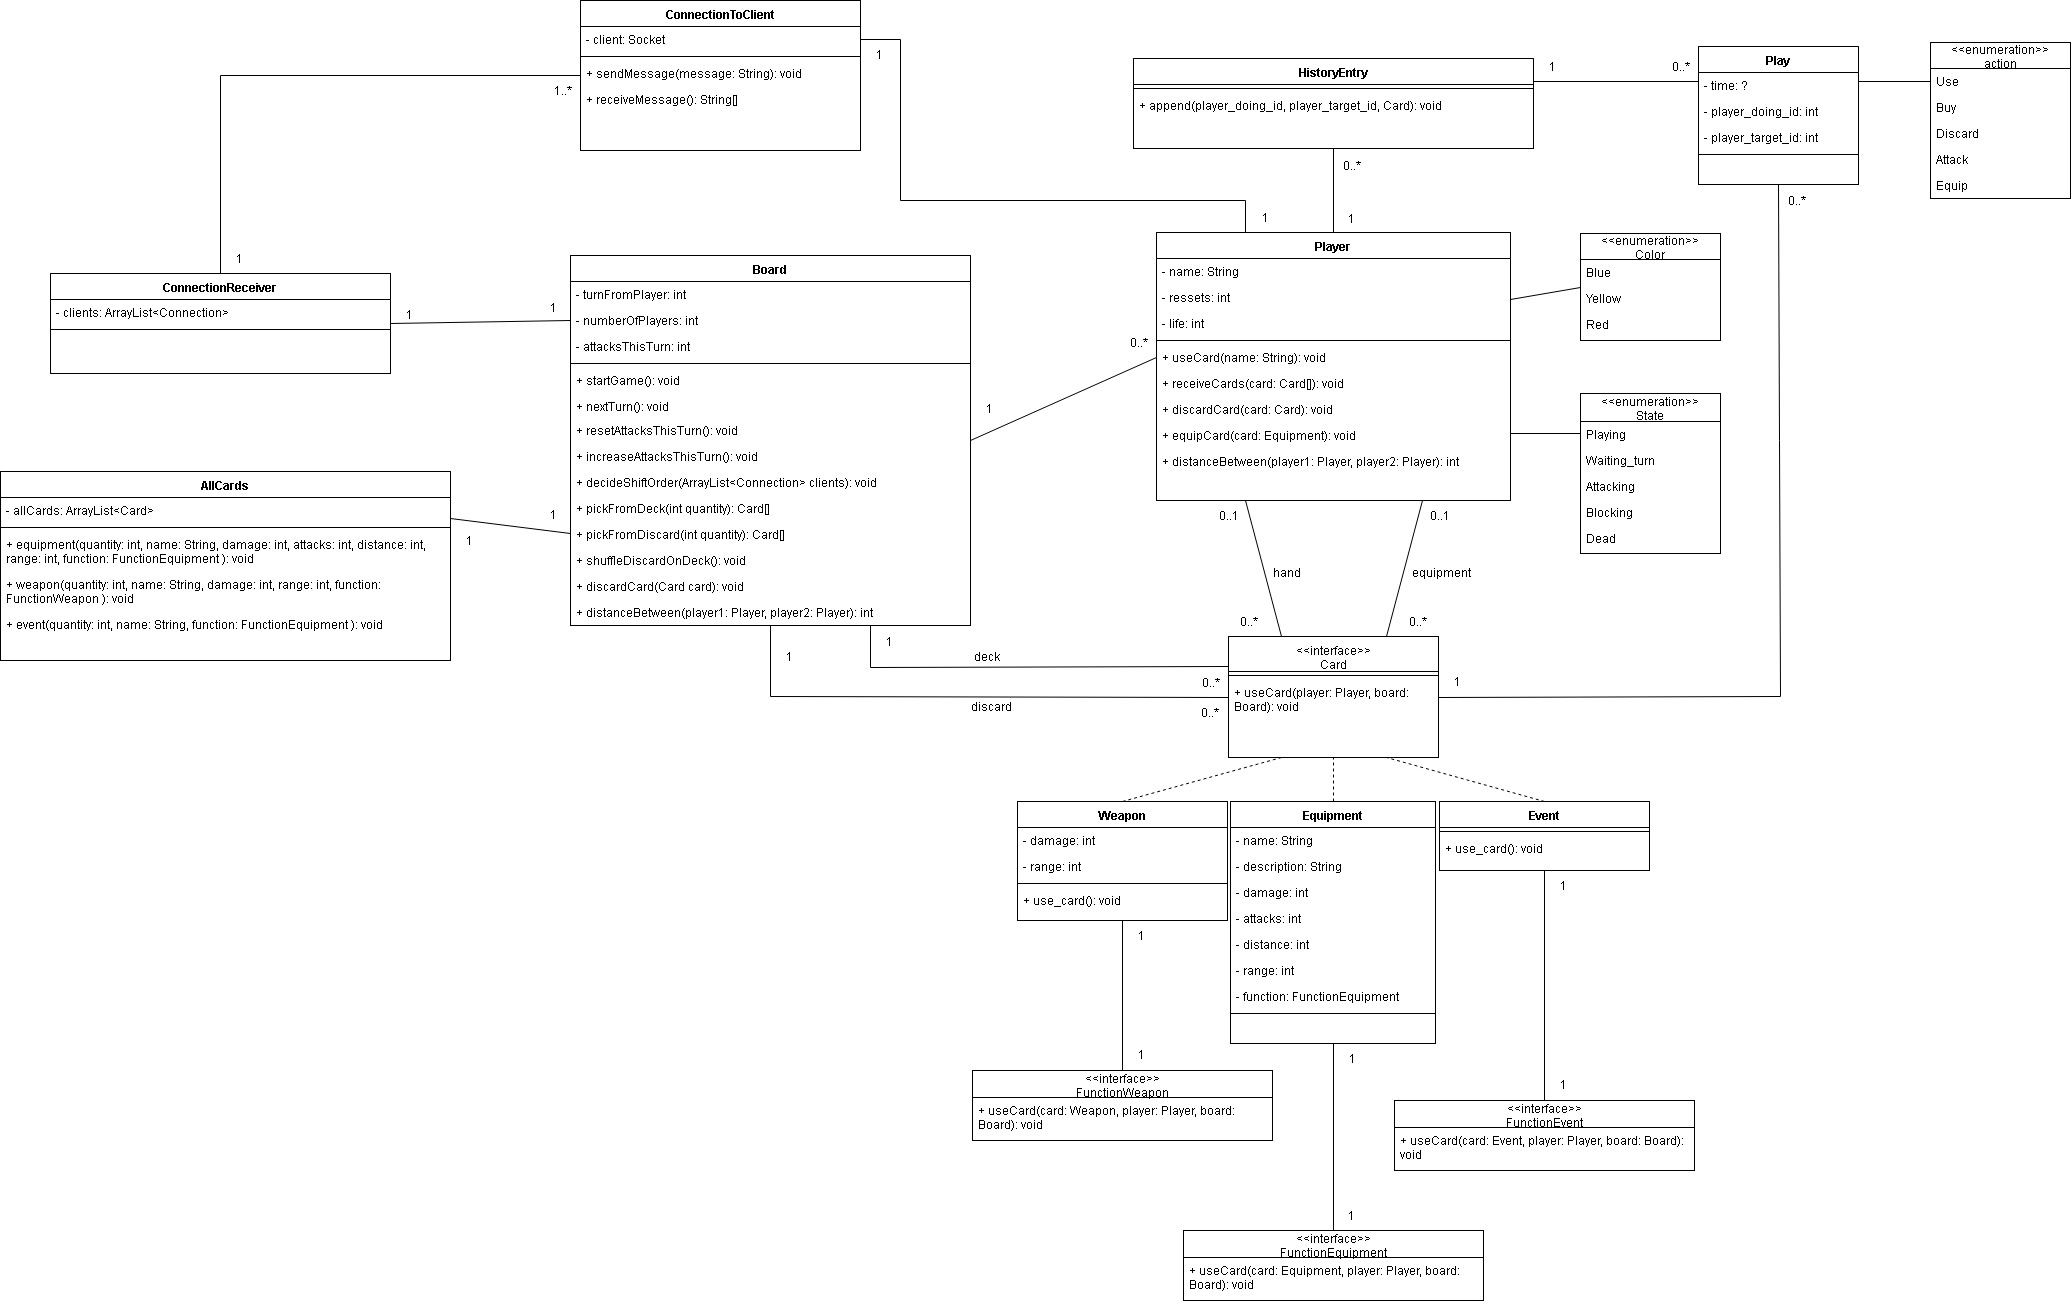 ConnectionToClient
- client: Socket
+ sendMessage(message: String): void
+ receiveMessage(): String[]
1
1..*
1
HistoryEntry
+ append(player_doing_id, player_target_id, Card): void
1
0..*
0..*
1
1
Play
- time: ?
- player_doing_id: int
- player_target_id: int
0..*
<<enumeration>>
action
Use
Buy
Discard
Attack
Equip
ConnectionReceiver
- clients: ArrayList<Connection>
1
1
Board
- turnFromPlayer: int
- numberOfPlayers: int
- attacksThisTurn: int
+ startGame(): void
+ nextTurn(): void
+ resetAttacksThisTurn(): void
+ increaseAttacksThisTurn(): void
+ decideShiftOrder(ArrayList<Connection> clients): void
+ pickFromDeck(int quantity): Card[]
+ pickFromDiscard(int quantity): Card[]
+ shuffleDiscardOnDeck(): void
+ discardCard(Card card): void
+ distanceBetween(player1: Player, player2: Player): int
0..*
1
Player
- name: String
- ressets: int
- life: int
+ useCard(name: String): void
+ receiveCards(card: Card[]): void
+ discardCard(card: Card): void
+ equipCard(card: Equipment): void
+ distanceBetween(player1: Player, player2: Player): int
<<enumeration>>
Color
Blue
Yellow
Red
<<enumeration>>
State
Playing
Waiting_turn
Attacking
Blocking
Dead
AllCards
- allCards: ArrayList<Card>
+ equipment(quantity: int, name: String, damage: int, attacks: int, distance: int,
range: int, function: FunctionEquipment ): void
+ weapon(quantity: int, name: String, damage: int, range: int, function:
FunctionWeapon ): void
+ event(quantity: int, name: String, function: FunctionEquipment ): void
1
1
0..1
0..1
hand
equipment
0..*
0..*
1
1
deck
0..*
discard
0..*
<<interface>>
Card
+ useCard(player: Player, board:
Board): void
1
Weapon
- damage: int
- range: int
+ use_card(): void
1
1
Equipment
- name: String
- description: String
- damage: int
- attacks: int
- distance: int
- range: int
- function: FunctionEquipment
1
1
Event
+ use_card(): void
1
1
<<interface>>
FunctionWeapon
+ useCard(card: Weapon, player: Player, board:
Board): void
<<interface>>
FunctionEvent
+ useCard(card: Event, player: Player, board: Board):
void
<<interface>>
FunctionEquipment
+ useCard(card: Equipment, player: Player, board:
Board): void